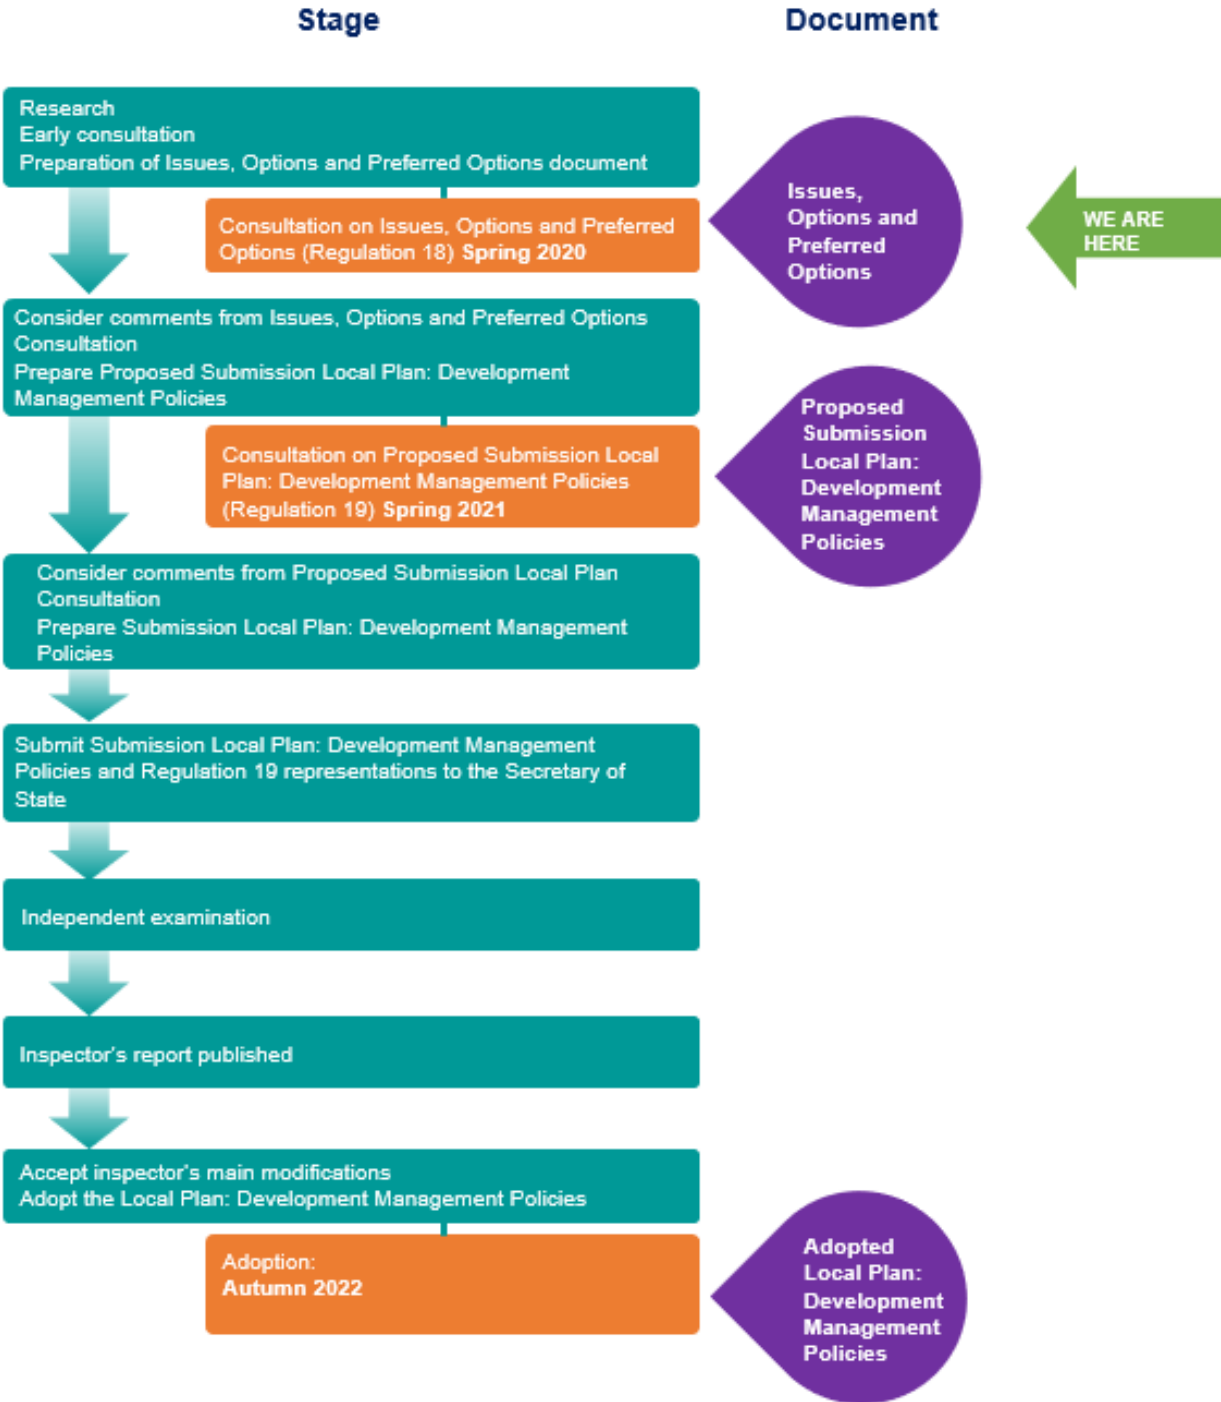 Stage
Document
Research
Early consultation
Preparation of Issues, Options and Preferred Options document
Consultation on Issues, Options and Preferred
Options (Regulation 18) Spring 2020
Issues,
Options and
Preferred
Options
WE ARE
HERE
Consider comments from Issues, Options and Preferred Options
Consultation
Prepare Proposed Submission Local Plan: Development
Management Policies
Consultation on Proposed Submission Local
Plan: Development Management Policies
(Regulation 19) Spring 2021
Proposed
Submission
Local Plan:
Development
Management
Policies
Consider comments from Proposed Submission Local Plan
Consultation
Prepare Submission Local Plan: Development Management
Policies
Submit Submission Local Plan: Development Management
Policies and Regulation 19 representations to the Secretary of
State
Independent examination
Inspector's report published
Accept inspector's main modifications
Adopt the Local Plan: Development Management Policies
Adoption:
Autumn 2022
Adopted
Local Plan:
Development
Management
Policies